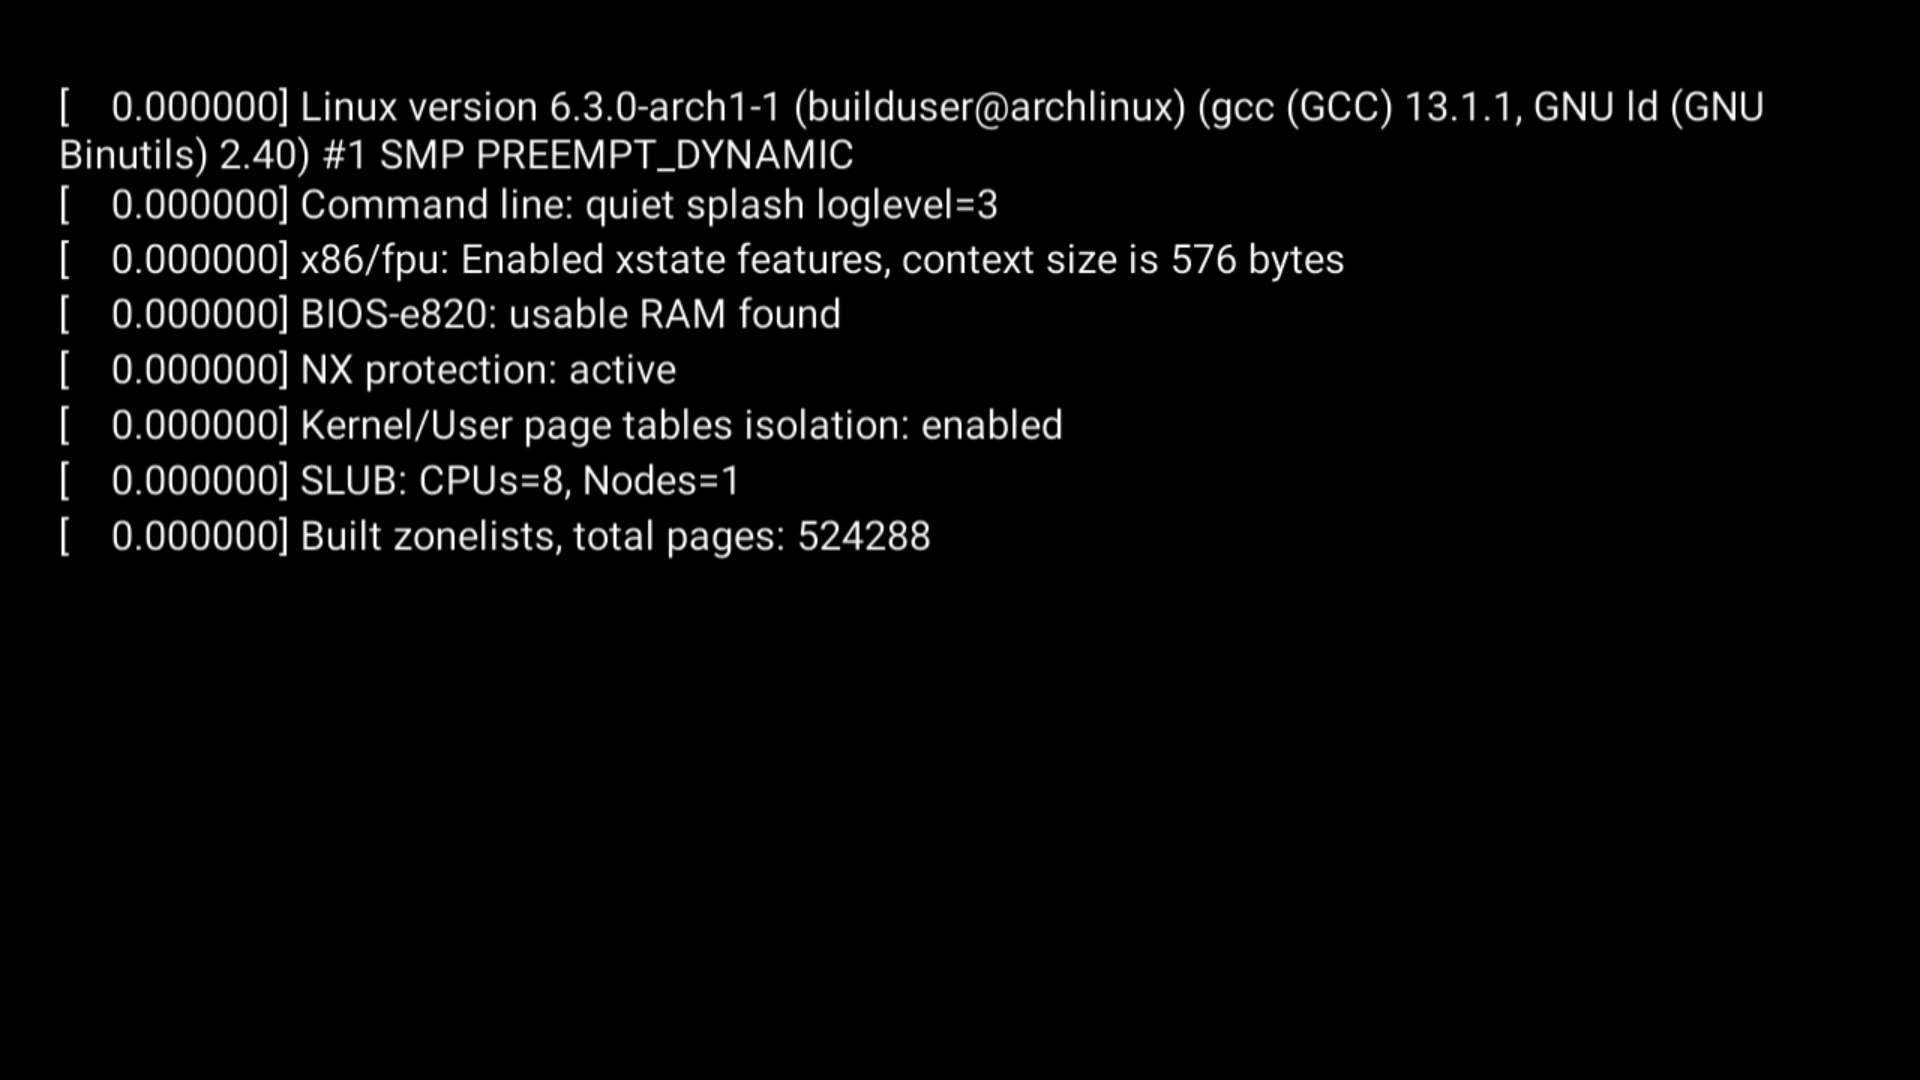 [    0.000000] Linux version 6.3.0-arch1-1 (builduser@archlinux) (gcc (GCC) 13.1.1, GNU ld (GNU
Binutils) 2.40) #1 SMP PREEMPT_DYNAMIC
[    0.000000] Command line: quiet splash loglevel=3
[    0.000000] x86/fpu: Enabled xstate features, context size is 576 bytes
[    0.000000] BIOS-e820: usable RAM found
[    0.000000] NX protection: active
[    0.000000] Kernel/User page tables isolation: enabled
[    0.000000] SLUB: CPUs=8, Nodes=1
[    0.000000] Built zonelists, total pages: 524288